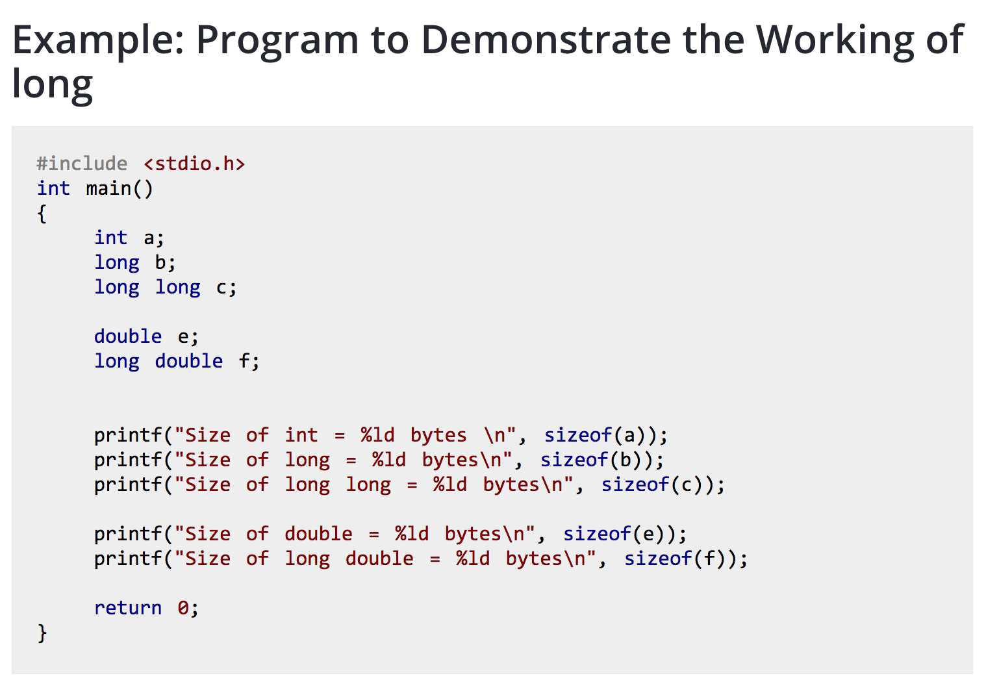 Example: Program to Demonstrate the Working of
long
#include <stdio.h>
int main()
{
int a;
long b;
long long c;
double e;
long double f;
printf("Size of int = %ld bytes \n", sizeof(a));
printf("Size of long = %ld bytes\n", sizeof(b));
printf("Size of long long = %ld bytes\n", sizeof(c));
printf("Size of double = %ld bytes\n", sizeof(e));
printf("Size of long double = %ld bytes\n", sizeof(f));
return 0;
}